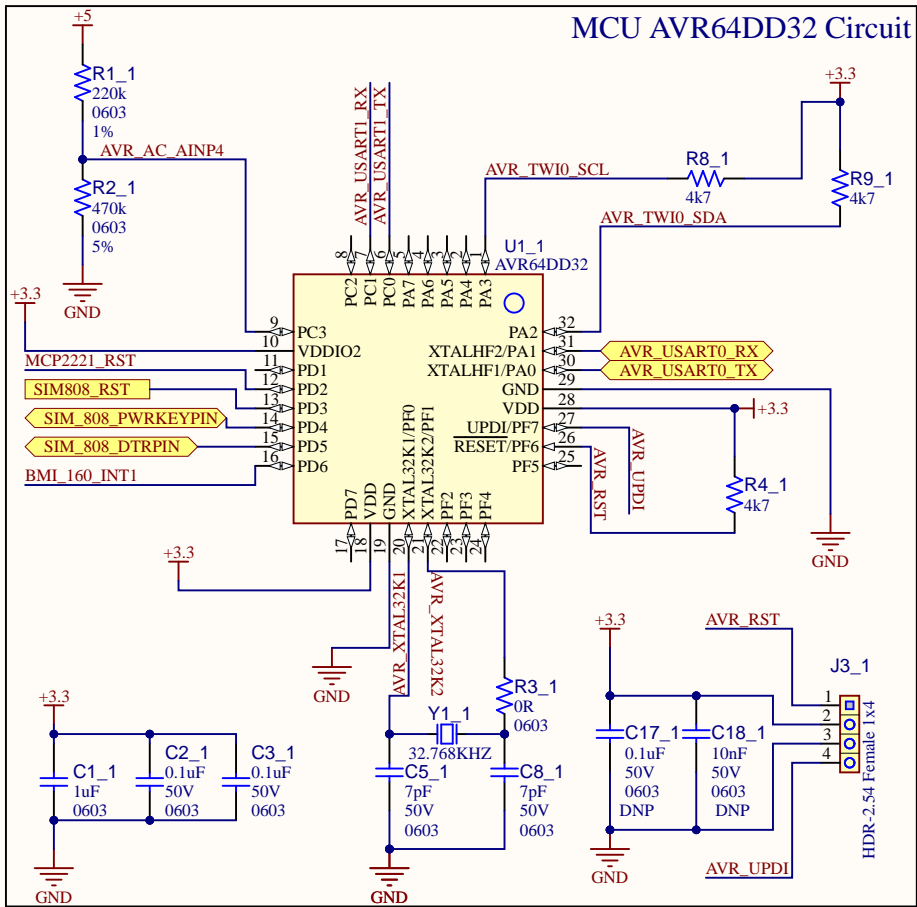 MCU AVR64DD32 Circuit
+5
R1_1
220k
0603
1%
AVR_AC_AINP4
R2_1
470k
0603
5%
GND
AVR_USART1_RX
AVR_USART1_TX
+3.3
AVR_TWI0_SCL
R8_1
4k7
R9_1
4k7
AVR_TWI0_SDA
U1_1
AVR64DD32
8
7
6
5
4
3
2
1
PC2
PC1
PC0
PA7
PA6
PA5
PA4
PA3
+3.3
MCP2221_RST
SIM808_RST
SIM_808_PWRKEYPIN
SIM_808_DTRPIN
BMI_160_INT1
9
10
11
12
13
14
15
16
PC3
VDDIO2
PD1
PD2
PD3
PD4
PD5
PD6
PA2
XTALHF2/PA1
XTALHF1/PA0
GND
VDD
UPDI/PF7
RESET/PF6
PF5
32
31
30
29
28
27
26
25
AVR_USART0_RX
AVR_USART0_TX
+3.3
AVR_RST
AVR_UPDI
R4_1
4k7
GND
PD7
VDD
GND
XTAL32K1/PF0
XTAL32K2/PF1
PF2
PF3
PF4
17
18
19
20
21
22
23
24
+3.3
GND
AVR_XTAL32K1
AVR_XTAL32K2
R3_1
0R
0603
Y1_1
32.768KHZ
C5_1
7pF
50V
0603
C8_1
7pF
50V
0603
GND
+3.3
C1_1
1uF
0603
C2_1
0.1uF
50V
0603
C3_1
0.1uF
50V
0603
GND
+3.3
C17_1
0.1uF
50V
0603
DNP
C18_1
10nF
50V
0603
DNP
GND
AVR_RST
AVR_UPDI
J3_1
1
2
3
4
HDR-2.54 Female 1x4